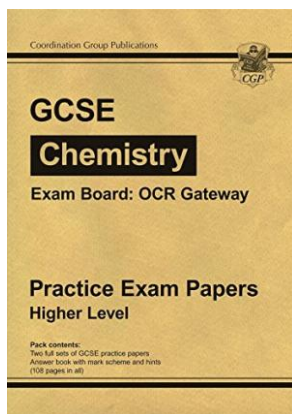 Coordination Group Publications
CGP
GCSE
Chemistry
Exam Board: OCR Gateway
Practice Exam Papers
Higher Level
Pack contents:
Two full sets of GCSE practice papers
Answer book with mark scheme and hints
(108 pages in all)